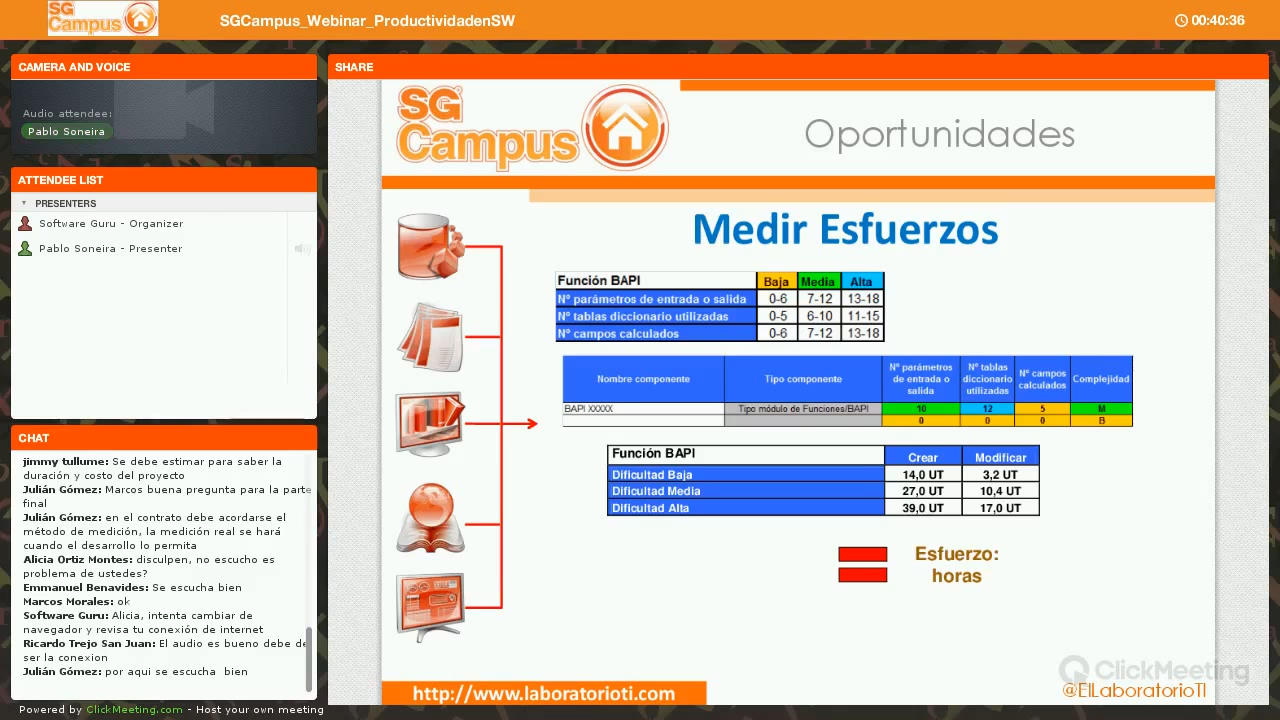 SG Campus
SGCampus_Webinar_ProductividadenSW
00:40:36
CAMERA AND VOICE
Audio attendee:
Pablo Soneira
ATTENDEE LIST
PRESENTERS
Software Guru - Organizer
Pablo Soneira - Presenter
CHAT
jimmy tullume: Se debe estimar para saber la
duración y costo del proyecto
Julián Gómez: Marcos buena pregunta para la parte
final
Julián Gómez: en el contrato debe acordarse el
método de medición, la medición real se hará
cuando el desarrollo lo permita
Alicia Ortiz Montes: disculpen, no escucho es
problema de ustedes?
Emmanuel Benavides: Se escucha bien
Marcos Morales: ok
Software Guru: Alicia, intenta cambiar de
navegador y revisa tu conexión de internet
Ricardo Trejo San Juan: El audio es bueno debe de
ser la conexion
Julián Gómez: por aqui se escucha bien
Powered by ClickMeeting.com - Host your own meeting
SHARE
SG
Campus
Oportunidades
Medir Esfuerzos
Función BAPI Baja Media Alta
Nº parámetros de entrada o salida 0-6 7-12 13-18
Nº tablas diccionario utilizadas 0-5 6-10 11-15
Nº campos calculados 0-6 7-12 13-18
Nombre componente Tipo componente Nº parámetros de entrada o salida Nº tablas diccionario utilizadas Nº campos calculados Complejidad
BAPI XXXXX Tipo módulo de Funciones/BAPI 10 12 5 M
0 0 0 B
Función BAPI Crear Modificar
Dificultad Baja 14,0 UT 3,2 UT
Dificultad Media 27,0 UT 10,4 UT
Dificultad Alta 39,0 UT 17,0 UT
Esfuerzo:
horas
ClickMeeting
http://www.laboratorioti.com
@ElLaboratorioTI